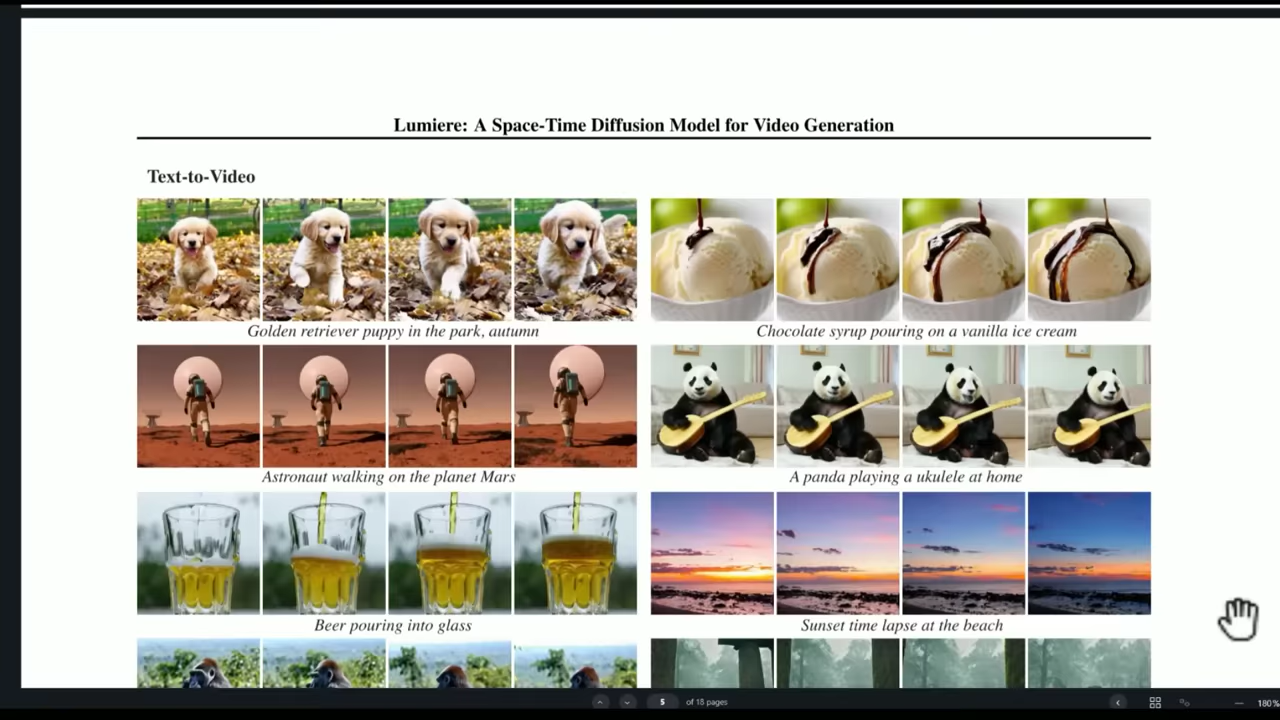 Lumiere: A Space-Time Diffusion Model for Video Generation
Text-to-Video
Golden retriever puppy in the park, autumn
Chocolate syrup pouring on a vanilla ice cream
Astronaut walking on the planet Mars
A panda playing a ukulele at home
Beer pouring into glass
Sunset time lapse at the beach
5 of 18 pages
180%